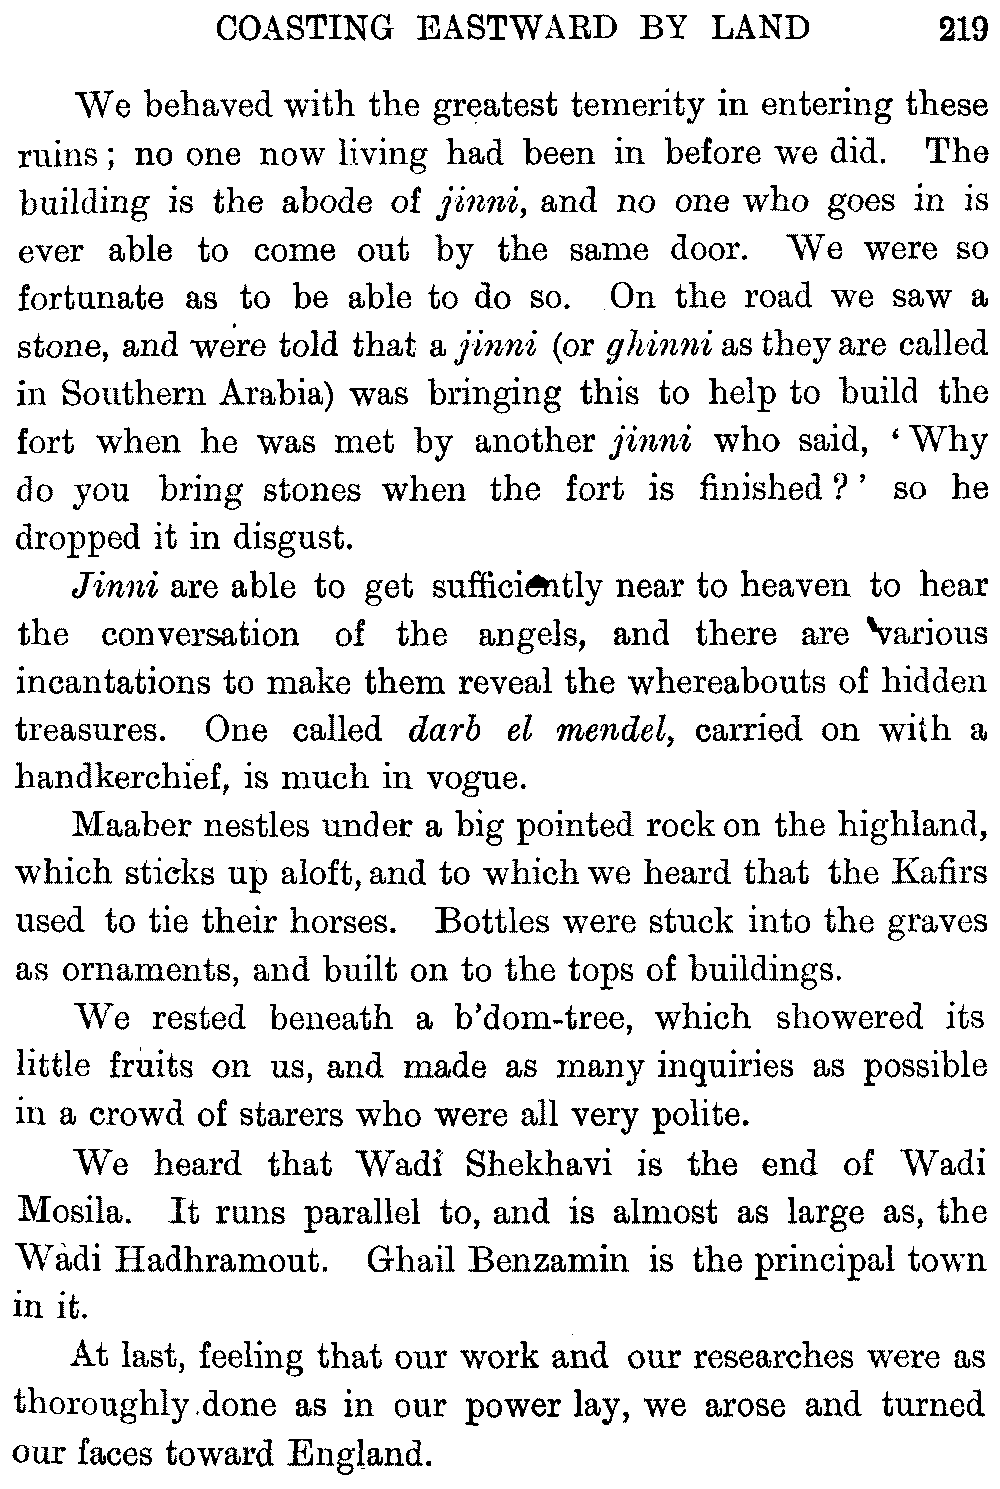 COASTING EASTWARD BY LAND 219
We behaved with the greatest temerity in entering these
ruins; no one now living had been in before we did. The
building is the abode of jinni, and no one who goes in is
ever able to come out by the same door. We were so
fortunate as to be able to do so. On the road we saw a
stone, and were told that a jinni (or ghinni as they are called
in Southern Arabia) was bringing this to help to build the
fort when he was met by another jinni who said, ‘Why
do you bring stones when the fort is finished?’ so he
dropped it in disgust.
Jinni are able to get sufficiently near to heaven to hear
the conversation of the angels, and there are various
incantations to make them reveal the whereabouts of hidden
treasures. One called darb el mendel, carried on with a
handkerchief, is much in vogue.
Maaber nestles under a big pointed rock on the highland,
which sticks up aloft, and to which we heard that the Kafirs
used to tie their horses. Bottles were stuck into the graves
as ornaments, and built on to the tops of buildings.
We rested beneath a b’dom-tree, which showered its
little fruits on us, and made as many inquiries as possible
in a crowd of starers who were all very polite.
We heard that Wadi Shekhavi is the end of Wadi
Mosila. It runs parallel to, and is almost as large as, the
Wadi Hadhramout. Ghail Benzamin is the principal town
in it.
At last, feeling that our work and our researches were as
thoroughly done as in our power lay, we arose and turned
our faces toward England.